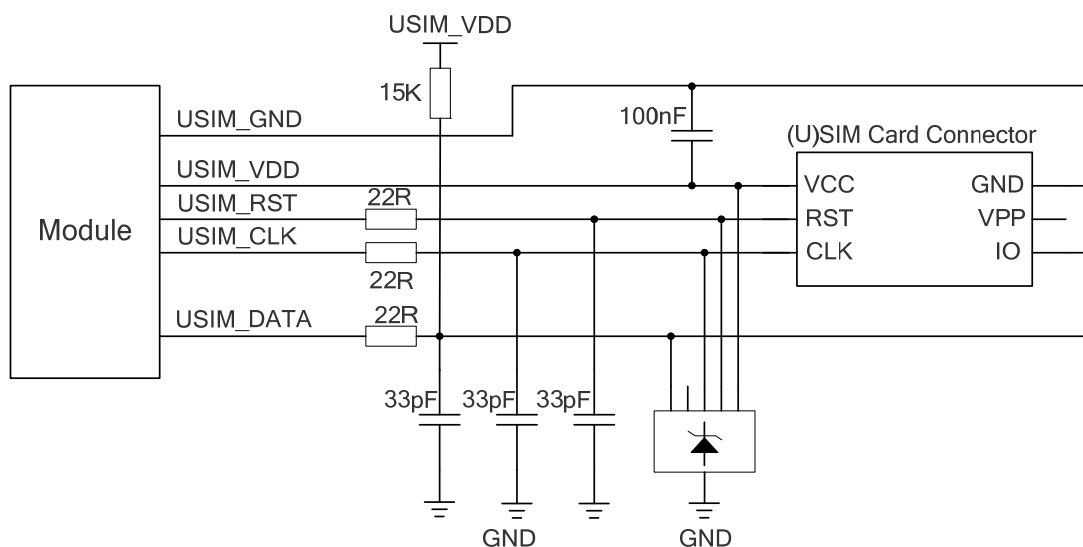 USIM_VDD
15K
USIM_GND
100nF
(U)SIM Card Connector
USIM_VDD
VCC
GND
USIM_RST
22R
RST
VPP
Module
USIM_CLK
CLK
IO
22R
USIM_DATA
22R
33pF
33pF
33pF
GND
GND